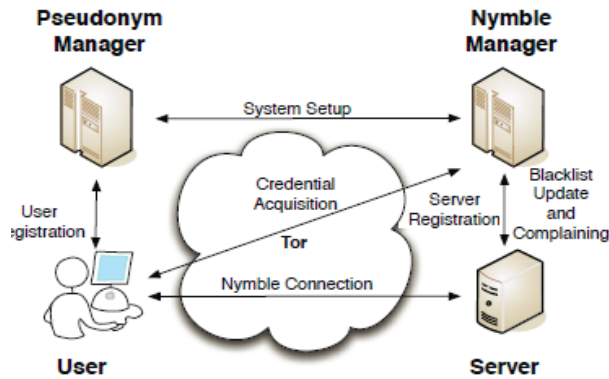 Pseudonym
Manager
Nymble
Manager
System Setup
User
egistration
Credential
Acquisition
Tor
Server
Registration
Blacklist
Update
and
Complaining
Nymble Connection
User
Server